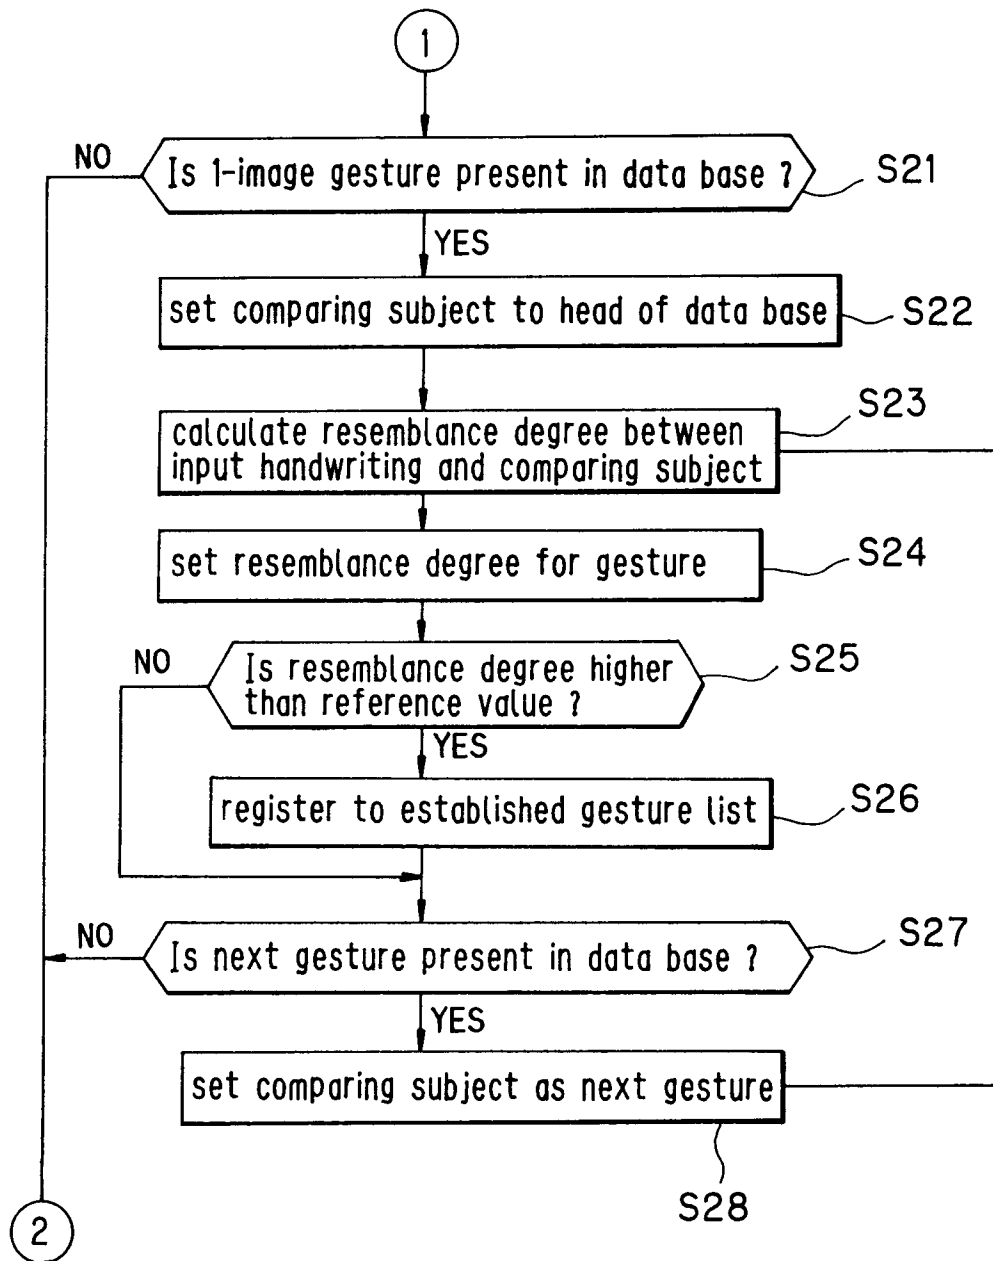 1
NO
Is 1-image gesture present in data base ?
S21
YES
set comparing subject to head of data base
S22
S23
calculate resemblance degree between
input handwriting and comparing subject
S24
set resemblance degree for gesture
NO
S25
Is resemblance degree higher
than reference value ?
YES
S26
register to established gesture list
NO
S27
Is next gesture present in data base ?
YES
set comparing subject as next gesture
S28
2